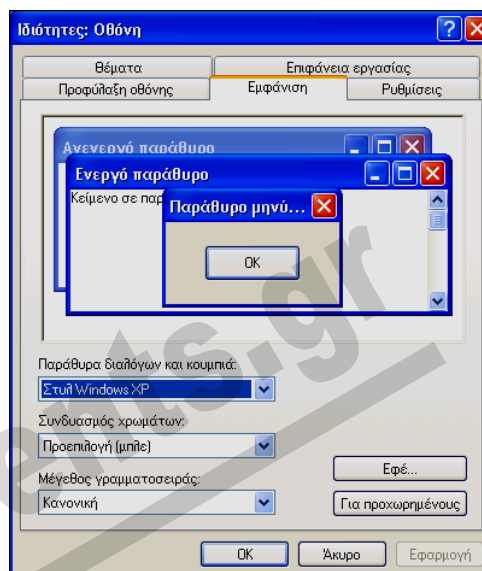 Ιδιότητες: Οθόνη
Θέματα
Επιφάνεια εργασίας
Προφύλαξη οθόνης
Εμφάνιση
Ρυθμίσεις
Ανενεργό παράθυρο
Ενεργό παράθυρο
Κείμενο σε παρ
Παράθυρο μηνύ...
OK
Παράθυρα διαλόγων και κουμπιά:
Στυλ Windows XP
Συνδυασμός χρωμάτων:
Προεπιλογή (μπλε)
Μέγεθος γραμματοσειράς:
Κανονική
Εφέ...
Για προχωρημένους
OK
Άκυρο
Εφαρμογή
ents.gr